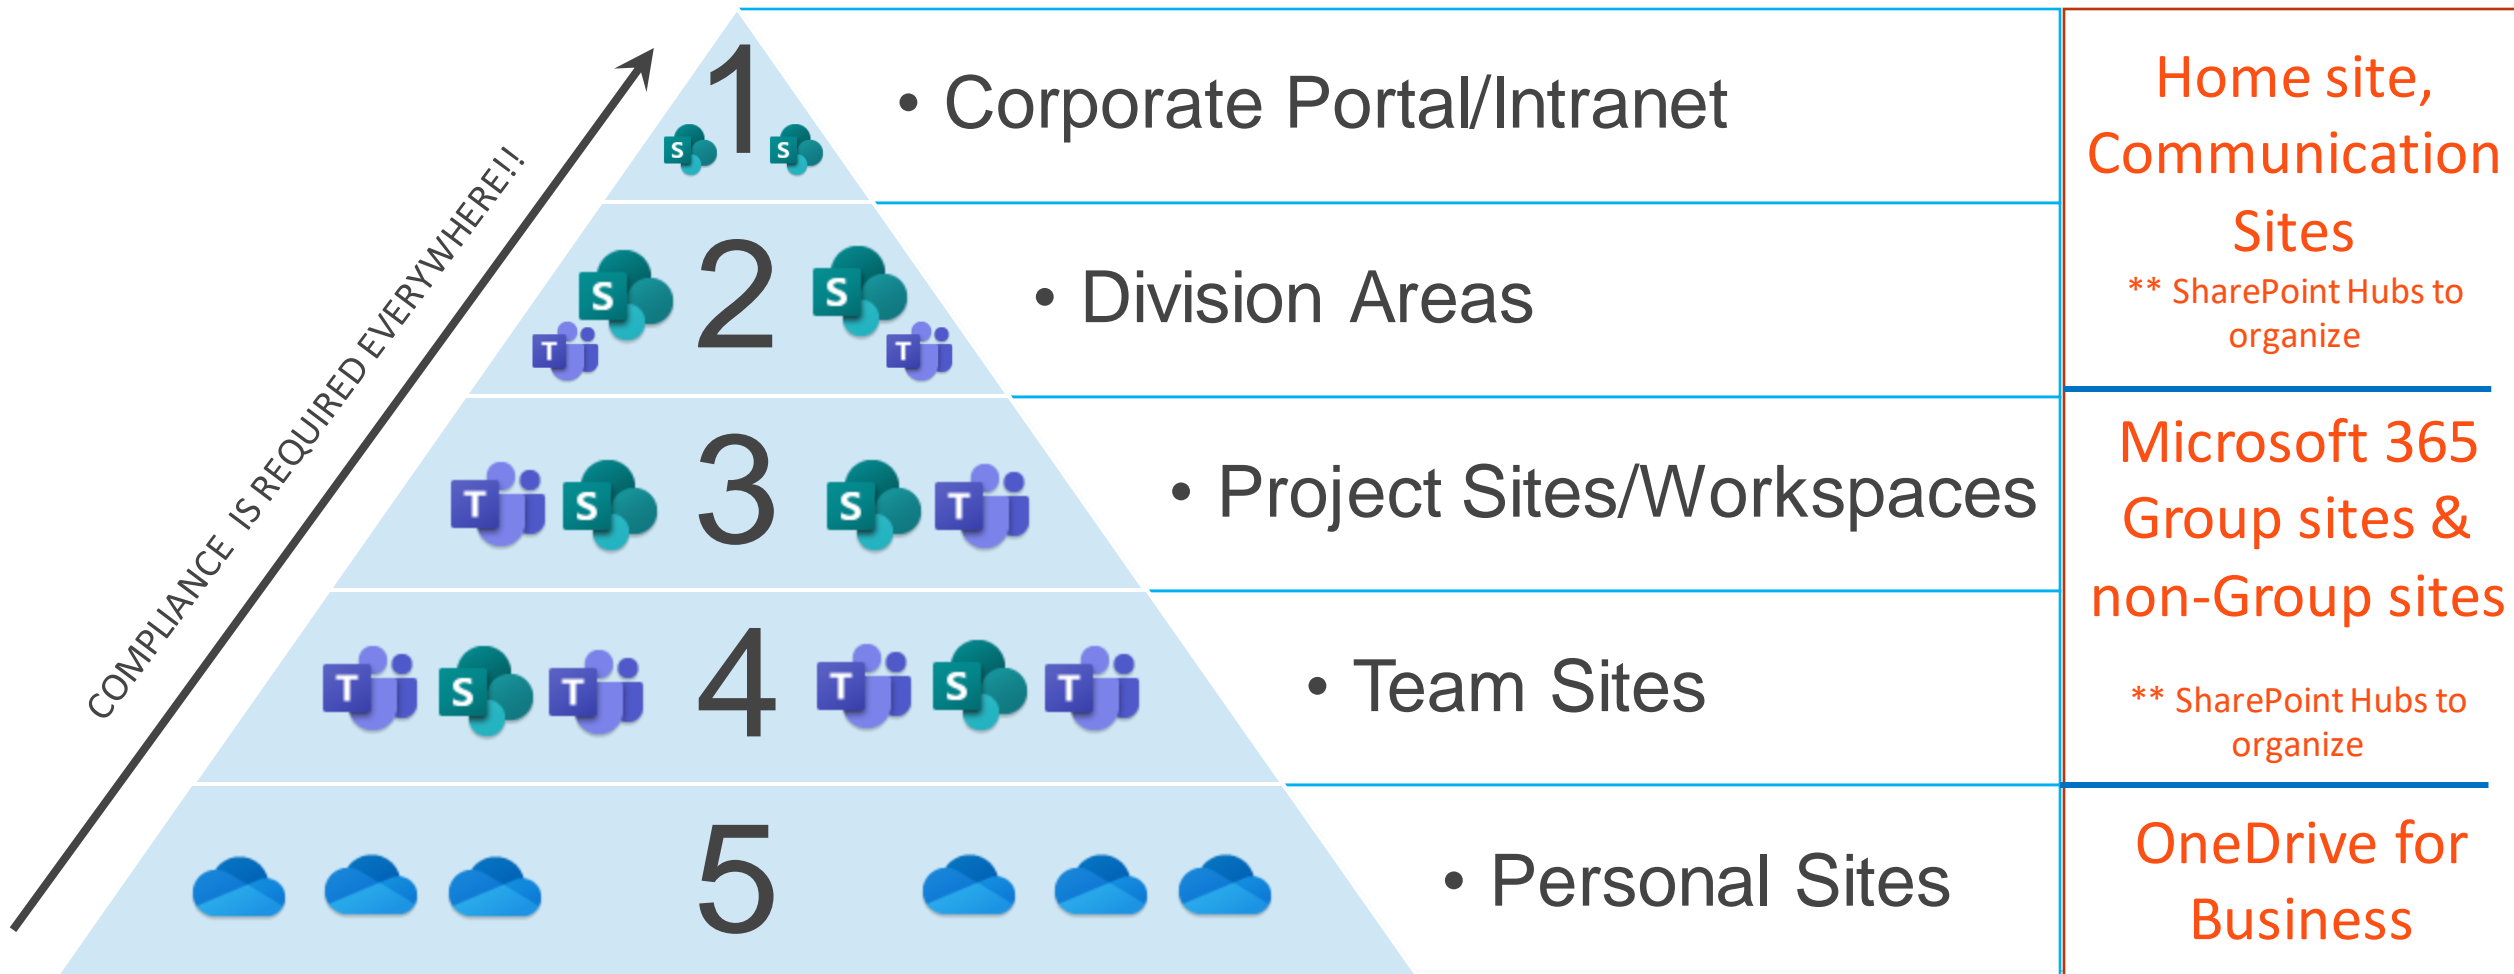 COMPLIANCE IS REQUIRED EVERYWHERE!!
1
S S
• Corporate Portal/Intranet
2
S S
T T
• Division Areas
3
T S S T
• Project Sites/Workspaces
4
T S T T S T
• Team Sites
5
• Personal Sites
Home site,
Communication
Sites
** SharePoint Hubs to
organize
Microsoft 365
Group sites &
non-Group sites
** SharePoint Hubs to
organize
OneDrive for
Business